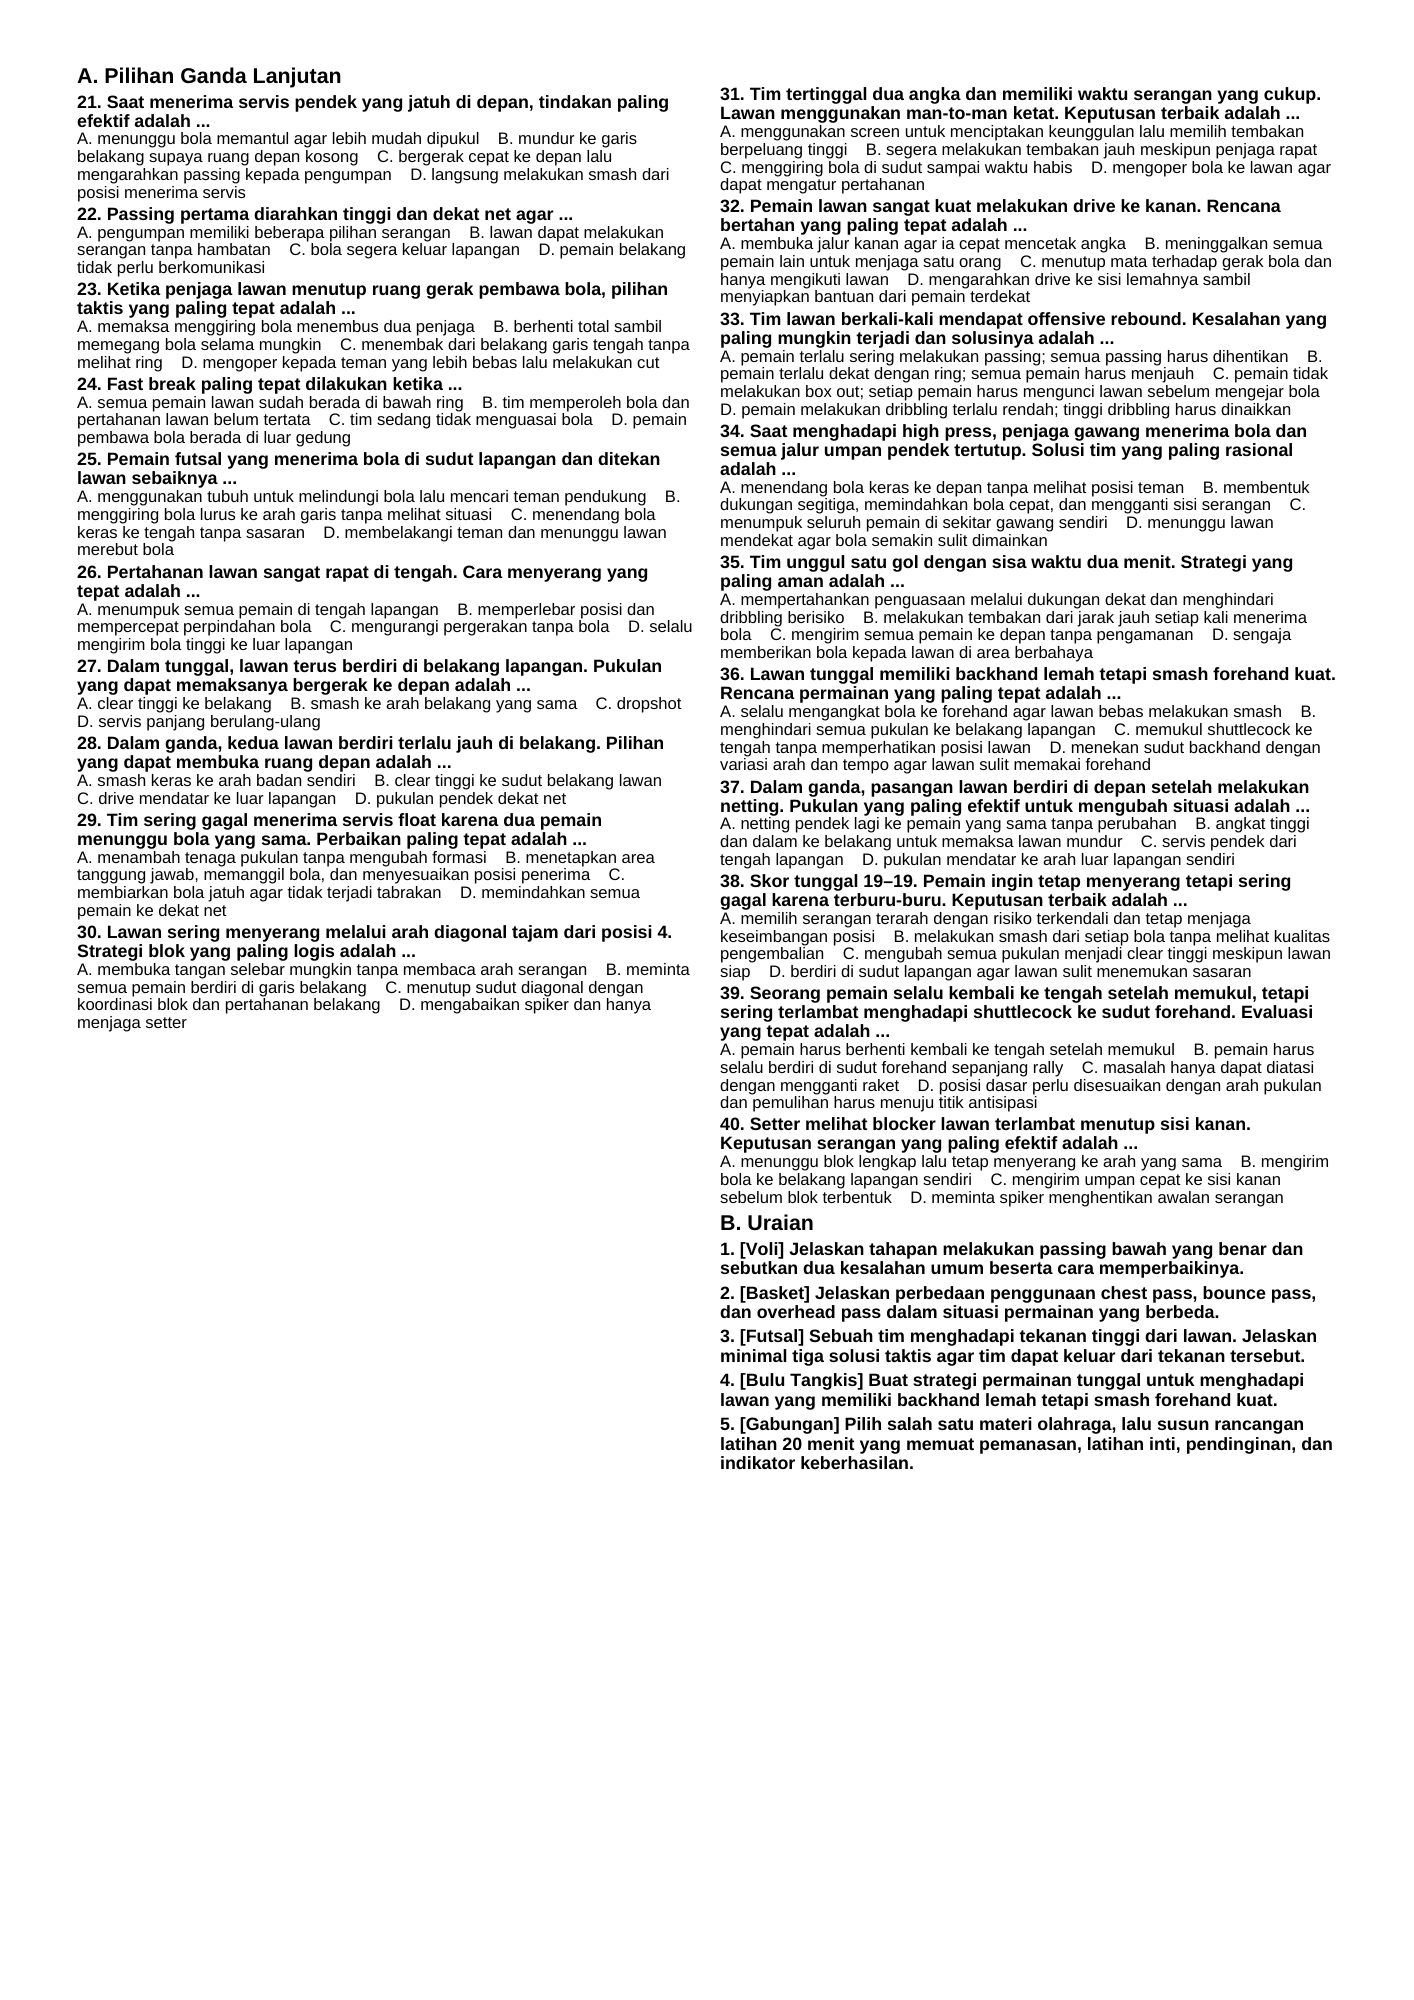 A. Pilihan Ganda Lanjutan
21. Saat menerima servis pendek yang jatuh di depan, tindakan paling
efektif adalah ...
A. menunggu bola memantul agar lebih mudah dipukul    B. mundur ke garis
belakang supaya ruang depan kosong    C. bergerak cepat ke depan lalu
mengarahkan passing kepada pengumpan    D. langsung melakukan smash dari
posisi menerima servis
22. Passing pertama diarahkan tinggi dan dekat net agar ...
A. pengumpan memiliki beberapa pilihan serangan    B. lawan dapat melakukan
serangan tanpa hambatan    C. bola segera keluar lapangan    D. pemain belakang
tidak perlu berkomunikasi
23. Ketika penjaga lawan menutup ruang gerak pembawa bola, pilihan
taktis yang paling tepat adalah ...
A. memaksa menggiring bola menembus dua penjaga    B. berhenti total sambil
memegang bola selama mungkin    C. menembak dari belakang garis tengah tanpa
melihat ring    D. mengoper kepada teman yang lebih bebas lalu melakukan cut
24. Fast break paling tepat dilakukan ketika ...
A. semua pemain lawan sudah berada di bawah ring    B. tim memperoleh bola dan
pertahanan lawan belum tertata    C. tim sedang tidak menguasai bola    D. pemain
pembawa bola berada di luar gedung
25. Pemain futsal yang menerima bola di sudut lapangan dan ditekan
lawan sebaiknya ...
A. menggunakan tubuh untuk melindungi bola lalu mencari teman pendukung    B.
menggiring bola lurus ke arah garis tanpa melihat situasi    C. menendang bola
keras ke tengah tanpa sasaran    D. membelakangi teman dan menunggu lawan
merebut bola
26. Pertahanan lawan sangat rapat di tengah. Cara menyerang yang
tepat adalah ...
A. menumpuk semua pemain di tengah lapangan    B. memperlebar posisi dan
mempercepat perpindahan bola    C. mengurangi pergerakan tanpa bola    D. selalu
mengirim bola tinggi ke luar lapangan
27. Dalam tunggal, lawan terus berdiri di belakang lapangan. Pukulan
yang dapat memaksanya bergerak ke depan adalah ...
A. clear tinggi ke belakang    B. smash ke arah belakang yang sama    C. dropshot
D. servis panjang berulang-ulang
28. Dalam ganda, kedua lawan berdiri terlalu jauh di belakang. Pilihan
yang dapat membuka ruang depan adalah ...
A. smash keras ke arah badan sendiri    B. clear tinggi ke sudut belakang lawan
C. drive mendatar ke luar lapangan    D. pukulan pendek dekat net
29. Tim sering gagal menerima servis float karena dua pemain
menunggu bola yang sama. Perbaikan paling tepat adalah ...
A. menambah tenaga pukulan tanpa mengubah formasi    B. menetapkan area
tanggung jawab, memanggil bola, dan menyesuaikan posisi penerima    C.
membiarkan bola jatuh agar tidak terjadi tabrakan    D. memindahkan semua
pemain ke dekat net
30. Lawan sering menyerang melalui arah diagonal tajam dari posisi 4.
Strategi blok yang paling logis adalah ...
A. membuka tangan selebar mungkin tanpa membaca arah serangan    B. meminta
semua pemain berdiri di garis belakang    C. menutup sudut diagonal dengan
koordinasi blok dan pertahanan belakang    D. mengabaikan spiker dan hanya
menjaga setter
31. Tim tertinggal dua angka dan memiliki waktu serangan yang cukup.
Lawan menggunakan man-to-man ketat. Keputusan terbaik adalah ...
A. menggunakan screen untuk menciptakan keunggulan lalu memilih tembakan
berpeluang tinggi    B. segera melakukan tembakan jauh meskipun penjaga rapat
C. menggiring bola di sudut sampai waktu habis    D. mengoper bola ke lawan agar
dapat mengatur pertahanan
32. Pemain lawan sangat kuat melakukan drive ke kanan. Rencana
bertahan yang paling tepat adalah ...
A. membuka jalur kanan agar ia cepat mencetak angka    B. meninggalkan semua
pemain lain untuk menjaga satu orang    C. menutup mata terhadap gerak bola dan
hanya mengikuti lawan    D. mengarahkan drive ke sisi lemahnya sambil
menyiapkan bantuan dari pemain terdekat
33. Tim lawan berkali-kali mendapat offensive rebound. Kesalahan yang
paling mungkin terjadi dan solusinya adalah ...
A. pemain terlalu sering melakukan passing; semua passing harus dihentikan    B.
pemain terlalu dekat dengan ring; semua pemain harus menjauh    C. pemain tidak
melakukan box out; setiap pemain harus mengunci lawan sebelum mengejar bola
D. pemain melakukan dribbling terlalu rendah; tinggi dribbling harus dinaikkan
34. Saat menghadapi high press, penjaga gawang menerima bola dan
semua jalur umpan pendek tertutup. Solusi tim yang paling rasional
adalah ...
A. menendang bola keras ke depan tanpa melihat posisi teman    B. membentuk
dukungan segitiga, memindahkan bola cepat, dan mengganti sisi serangan    C.
menumpuk seluruh pemain di sekitar gawang sendiri    D. menunggu lawan
mendekat agar bola semakin sulit dimainkan
35. Tim unggul satu gol dengan sisa waktu dua menit. Strategi yang
paling aman adalah ...
A. mempertahankan penguasaan melalui dukungan dekat dan menghindari
dribbling berisiko    B. melakukan tembakan dari jarak jauh setiap kali menerima
bola    C. mengirim semua pemain ke depan tanpa pengamanan    D. sengaja
memberikan bola kepada lawan di area berbahaya
36. Lawan tunggal memiliki backhand lemah tetapi smash forehand kuat.
Rencana permainan yang paling tepat adalah ...
A. selalu mengangkat bola ke forehand agar lawan bebas melakukan smash    B.
menghindari semua pukulan ke belakang lapangan    C. memukul shuttlecock ke
tengah tanpa memperhatikan posisi lawan    D. menekan sudut backhand dengan
variasi arah dan tempo agar lawan sulit memakai forehand
37. Dalam ganda, pasangan lawan berdiri di depan setelah melakukan
netting. Pukulan yang paling efektif untuk mengubah situasi adalah ...
A. netting pendek lagi ke pemain yang sama tanpa perubahan    B. angkat tinggi
dan dalam ke belakang untuk memaksa lawan mundur    C. servis pendek dari
tengah lapangan    D. pukulan mendatar ke arah luar lapangan sendiri
38. Skor tunggal 19–19. Pemain ingin tetap menyerang tetapi sering
gagal karena terburu-buru. Keputusan terbaik adalah ...
A. memilih serangan terarah dengan risiko terkendali dan tetap menjaga
keseimbangan posisi    B. melakukan smash dari setiap bola tanpa melihat kualitas
pengembalian    C. mengubah semua pukulan menjadi clear tinggi meskipun lawan
siap    D. berdiri di sudut lapangan agar lawan sulit menemukan sasaran
39. Seorang pemain selalu kembali ke tengah setelah memukul, tetapi
sering terlambat menghadapi shuttlecock ke sudut forehand. Evaluasi
yang tepat adalah ...
A. pemain harus berhenti kembali ke tengah setelah memukul    B. pemain harus
selalu berdiri di sudut forehand sepanjang rally    C. masalah hanya dapat diatasi
dengan mengganti raket    D. posisi dasar perlu disesuaikan dengan arah pukulan
dan pemulihan harus menuju titik antisipasi
40. Setter melihat blocker lawan terlambat menutup sisi kanan.
Keputusan serangan yang paling efektif adalah ...
A. menunggu blok lengkap lalu tetap menyerang ke arah yang sama    B. mengirim
bola ke belakang lapangan sendiri    C. mengirim umpan cepat ke sisi kanan
sebelum blok terbentuk    D. meminta spiker menghentikan awalan serangan
B. Uraian
1. [Voli] Jelaskan tahapan melakukan passing bawah yang benar dan
sebutkan dua kesalahan umum beserta cara memperbaikinya.
2. [Basket] Jelaskan perbedaan penggunaan chest pass, bounce pass,
dan overhead pass dalam situasi permainan yang berbeda.
3. [Futsal] Sebuah tim menghadapi tekanan tinggi dari lawan. Jelaskan
minimal tiga solusi taktis agar tim dapat keluar dari tekanan tersebut.
4. [Bulu Tangkis] Buat strategi permainan tunggal untuk menghadapi
lawan yang memiliki backhand lemah tetapi smash forehand kuat.
5. [Gabungan] Pilih salah satu materi olahraga, lalu susun rancangan
latihan 20 menit yang memuat pemanasan, latihan inti, pendinginan, dan
indikator keberhasilan.